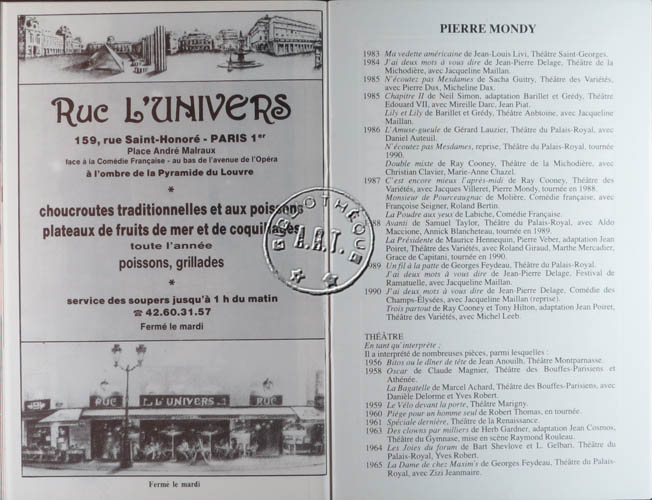 Ruc L'UNIVERS
159, rue Saint-Honoré - PARIS 1er
Place André Malraux
face à la Comédie Française - au bas de l'avenue de l'Opéra
à l'ombre de la Pyramide du Louvre
*
choucroutes traditionnelles et aux poissons
plateaux de fruits de mer et de coquillages
toute l'année
poissons, grillades
*
service des soupers jusqu'à 1 h du matin
☎ 42.60.31.57
Fermé le mardi
RUC L'UNIVERS RUC
Fermé le mardi
BIBLIOTHÈQUE
A.R.T.
PIERRE MONDY
1983 Ma vedette américaine de Jean-Louis Livi, Théâtre Saint-Georges.
1984 J'ai deux mots à vous dire de Jean-Pierre Delage, Théâtre de la
Michodière, avec Jacqueline Maillan.
1985 N'écoutez pas Mesdames de Sacha Guitry, Théâtre des Variétés,
avec Pierre Dux, Micheline Dax.
1985 Chapitre II de Neil Simon, adaptation Barillet et Grédy, Théâtre
Edouard VII, avec Mireille Darc, Jean Piat.
Lily et Lily de Barillet et Grédy, Théâtre Antoine, avec Jacqueline
Maillan.
1986 L'Amuse-gueule de Gérard Lauzier, Théâtre du Palais-Royal, avec
Daniel Auteuil.
N'écoutez pas Mesdames, reprise, Théâtre du Palais-Royal, tournée
1990.
Double mixte de Ray Cooney, Théâtre de la Michodière, avec
Christian Clavier, Marie-Anne Chazel.
1987 C'est encore mieux l'après-midi de Ray Cooney, Théâtre des
Variétés, avec Jacques Villeret, Pierre Mondy, tournée en 1988.
Monsieur de Pourceaugnac de Molière, Comédie française, avec
Françoise Seigner, Roland Bertin.
La Poudre aux yeux de Labiche, Comédie Française.
1988 Avanti de Samuel Taylor, Théâtre du Palais-Royal, avec Aldo
Maccione, Annick Blancheteau, tournée en 1989.
La Présidente de Maurice Hennequin, Pierre Veber, adaptation Jean
Poiret, Théâtre des Variétés, avec Roland Giraud, Marthe Mercadier,
Grace de Capitani, tournée en 1990.
1989 Un fil à la patte de Georges Feydeau, Théâtre du Palais-Royal.
J'ai deux mots à vous dire de Jean-Pierre Delage, Festival de
Ramatuelle, avec Jacqueline Maillan.
1990 J'ai deux mots à vous dire de Jean-Pierre Delage, Comédie des
Champs-Élysées, avec Jacqueline Maillan (reprise).
Trois partout de Ray Cooney et Tony Hilton, adaptation Jean Poiret,
Théâtre des Variétés, avec Michel Leeb.
THÉÂTRE
En tant qu'interprète :
Il a interprété de nombreuses pièces, parmi lesquelles :
1956 Bitos ou le dîner de tête de Jean Anouilh, Théâtre Montparnasse.
1958 Oscar de Claude Magnier, Théâtre des Bouffes-Parisiens et
Athénée.
La Bagatelle de Marcel Achard, Théâtre des Bouffes-Parisiens, avec
Danièle Delorme et Yves Robert.
1959 Le Vélo devant la porte, Théâtre Marigny.
1960 Piège pour un homme seul de Robert Thomas, en tournée.
1961 Spéciale dernière, Théâtre de la Renaissance.
1963 Des clowns par milliers de Herb Gardner, adaptation Jean Cosmos,
Théâtre du Gymnase, mise en scène Raymond Rouleau.
1964 Les Joies du forum de Bart Shevlove et L. Gelbart. Théâtre du
Palais-Royal, Yves Robert.
1965 La Dame de chez Maxim's de Georges Feydeau, Théâtre du Palais-
Royal, avec Zizi Jeanmaire.